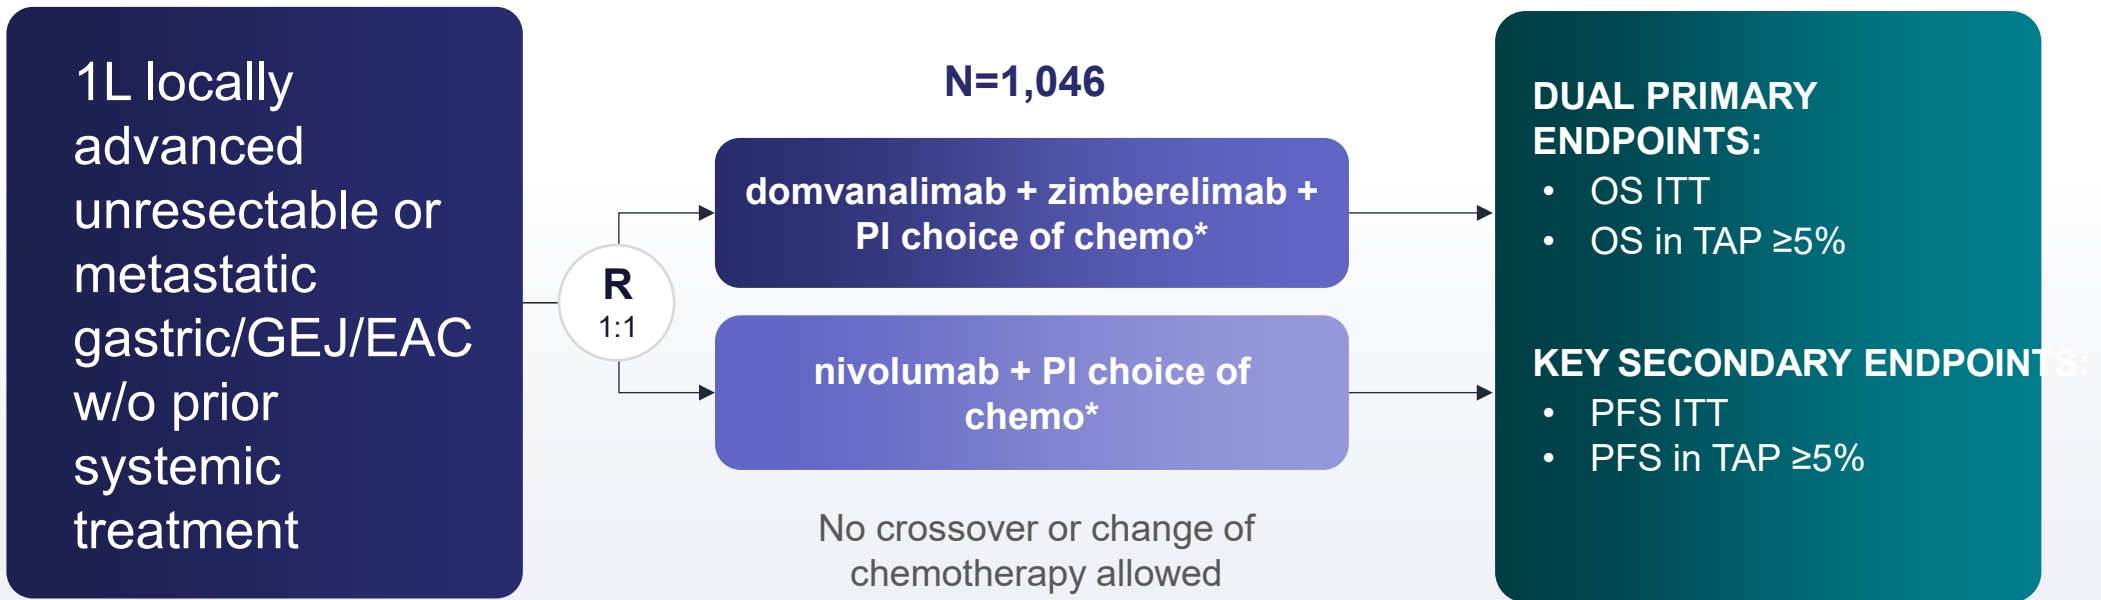 1L locally
advanced
unresectable or
metastatic
gastric/GEJ/EAC
w/o prior
systemic
treatment
R
1:1
N=1,046
domvanalimab + zimberelimab +
PI choice of chemo*
nivolumab + PI choice of
chemo*
No crossover or change of
chemotherapy allowed
DUAL PRIMARY
ENDPOINTS:
• OS ITT
• OS in TAP ≥5%
KEY SECONDARY ENDPOINTS:
• PFS ITT
• PFS in TAP ≥5%